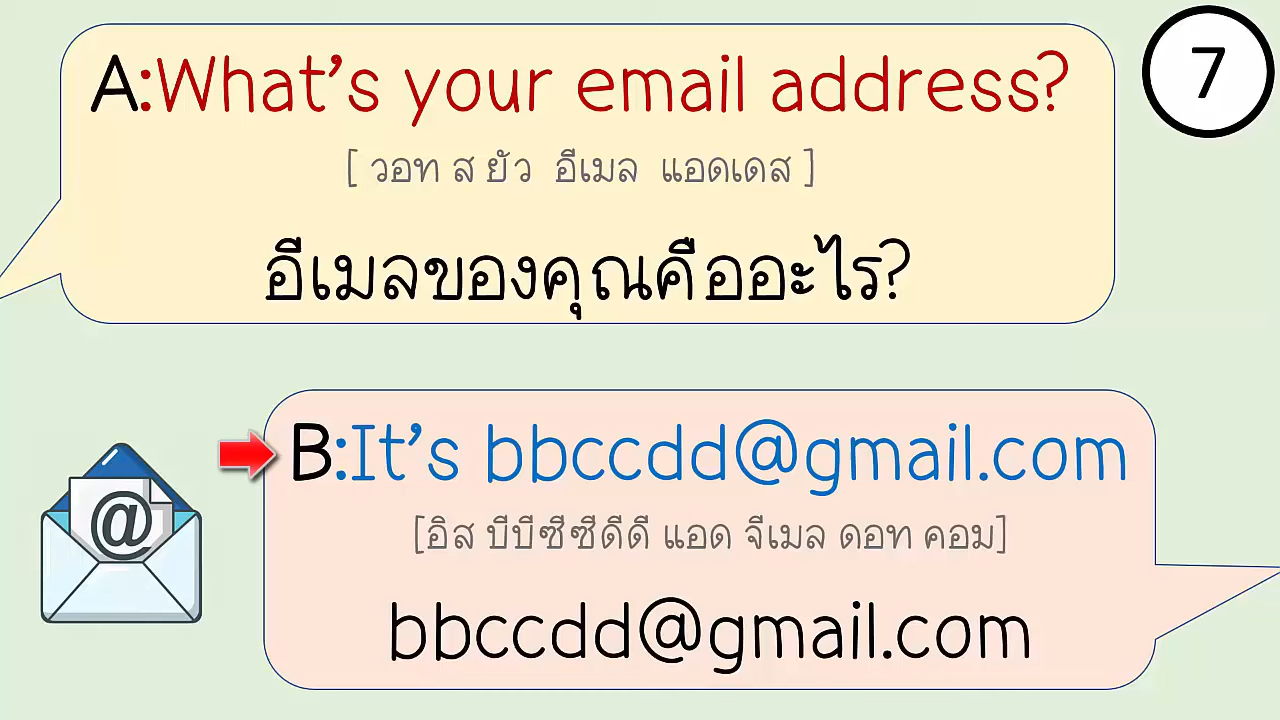 7
A:What's your email address?
[ วอท ส ยัว อีเมล แอดเดส ]
อีเมลของคุณคืออะไร?
@
B:It's bbccdd@gmail.com
[อิส บีบีซีซีดีดี แอด จีเมล ดอท คอม]
bbccdd@gmail.com